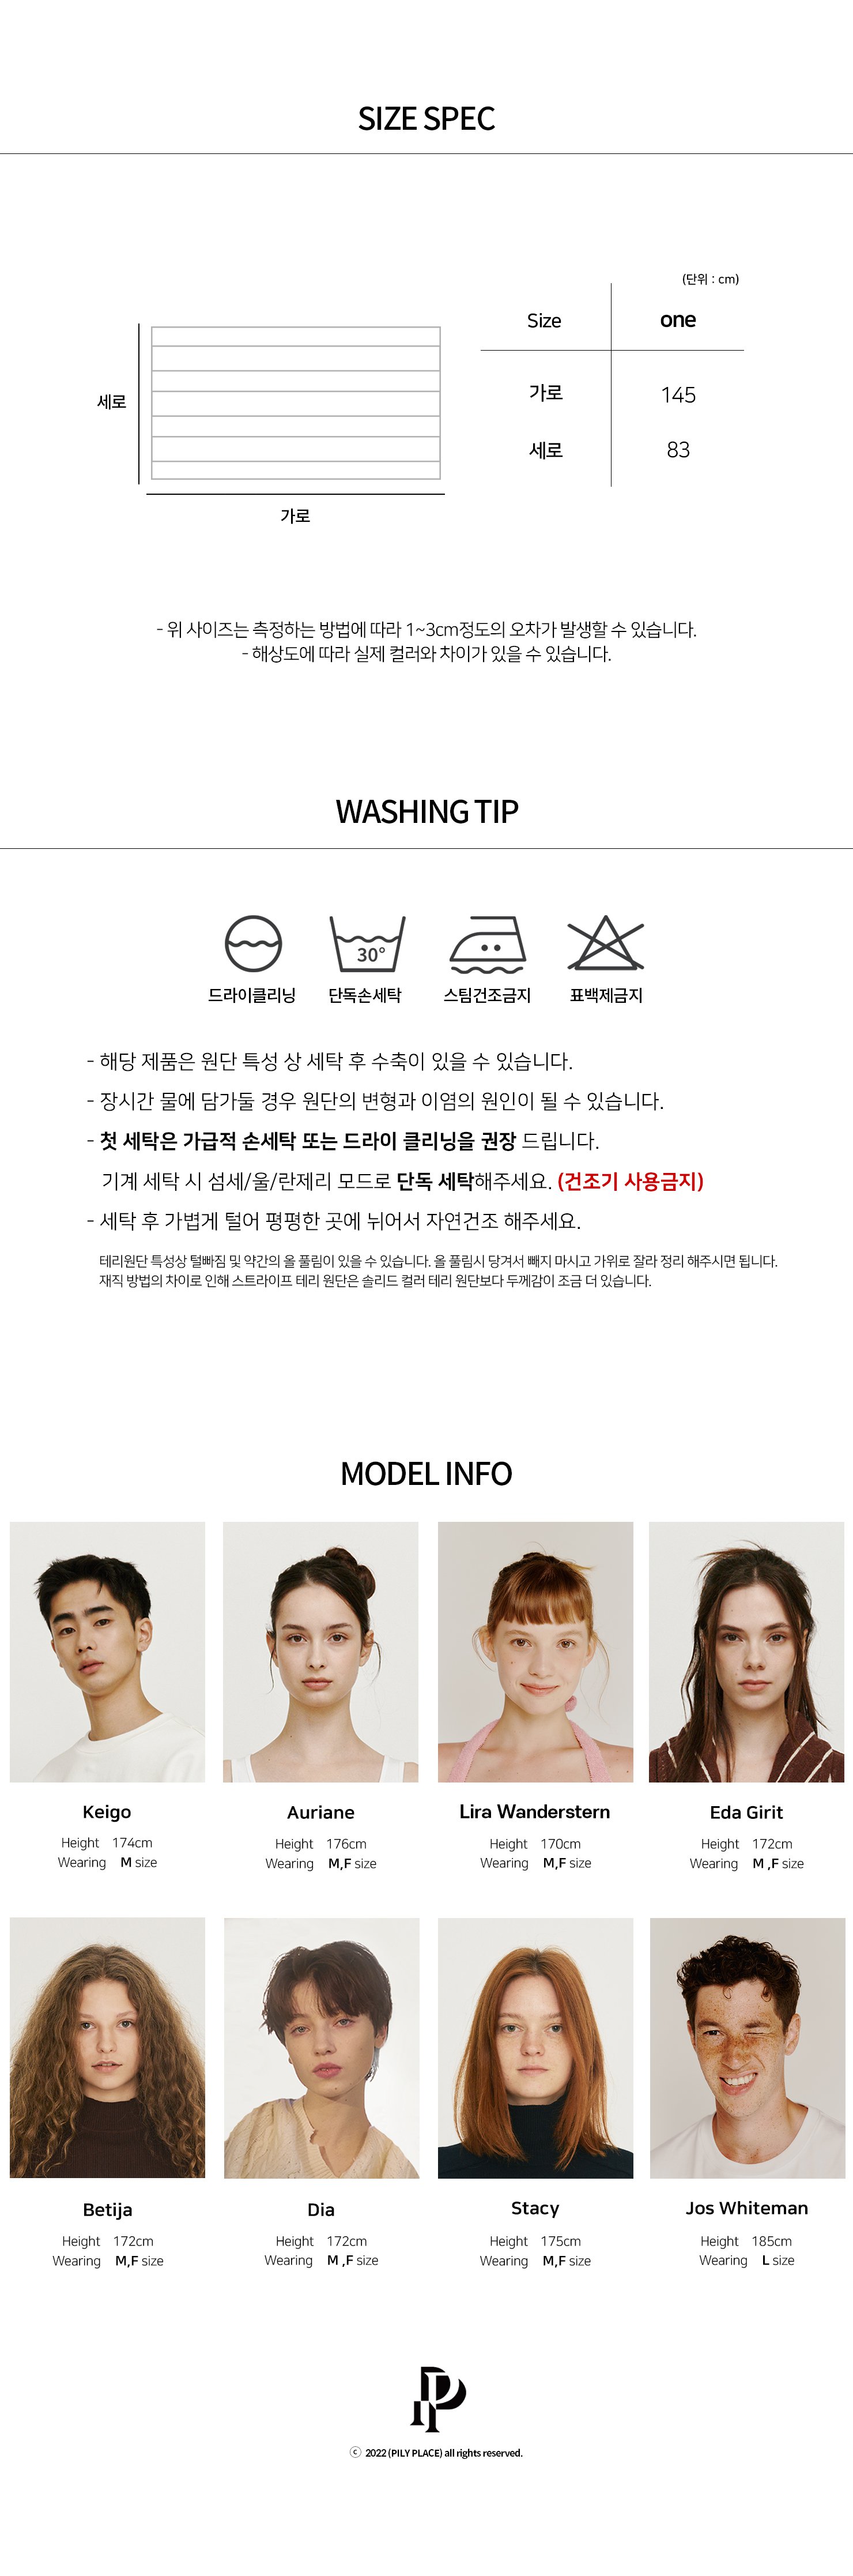 SIZE SPEC
(단위 : cm)
Size one
가로 145
세로 83
세로
가로
- 위 사이즈는 측정하는 방법에 따라 1~3cm정도의 오차가 발생할 수 있습니다.
- 해상도에 따라 실제 컬러와 차이가 있을 수 있습니다.
WASHING TIP
30°
드라이클리닝 단독손세탁 스팀건조금지 표백제금지
- 해당 제품은 원단 특성 상 세탁 후 수축이 있을 수 있습니다.
- 장시간 물에 담가둘 경우 원단의 변형과 이염의 원인이 될 수 있습니다.
- 첫 세탁은 가급적 손세탁 또는 드라이 클리닝을 권장 드립니다.
기계 세탁 시 섬세/울/란제리 모드로 단독 세탁해주세요. (건조기 사용금지)
- 세탁 후 가볍게 털어 평평한 곳에 뉘어서 자연건조 해주세요.
테리원단 특성상 털빠짐 및 약간의 올 풀림이 있을 수 있습니다. 올 풀림시 당겨서 빼지 마시고 가위로 잘라 정리 해주시면 됩니다.
재직 방법의 차이로 인해 스트라이프 테리 원단은 솔리드 컬러 테리 원단보다 두께감이 조금 더 있습니다.
MODEL INFO
Keigo
Height 174cm
Wearing M size
Auriane
Height 176cm
Wearing M,F size
Lira Wanderstern
Height 170cm
Wearing M,F size
Eda Girit
Height 172cm
Wearing M ,F size
Betija
Height 172cm
Wearing M,F size
Dia
Height 172cm
Wearing M ,F size
Stacy
Height 175cm
Wearing M,F size
Jos Whiteman
Height 185cm
Wearing L size
ⓒ 2022 (PILY PLACE) all rights reserved.